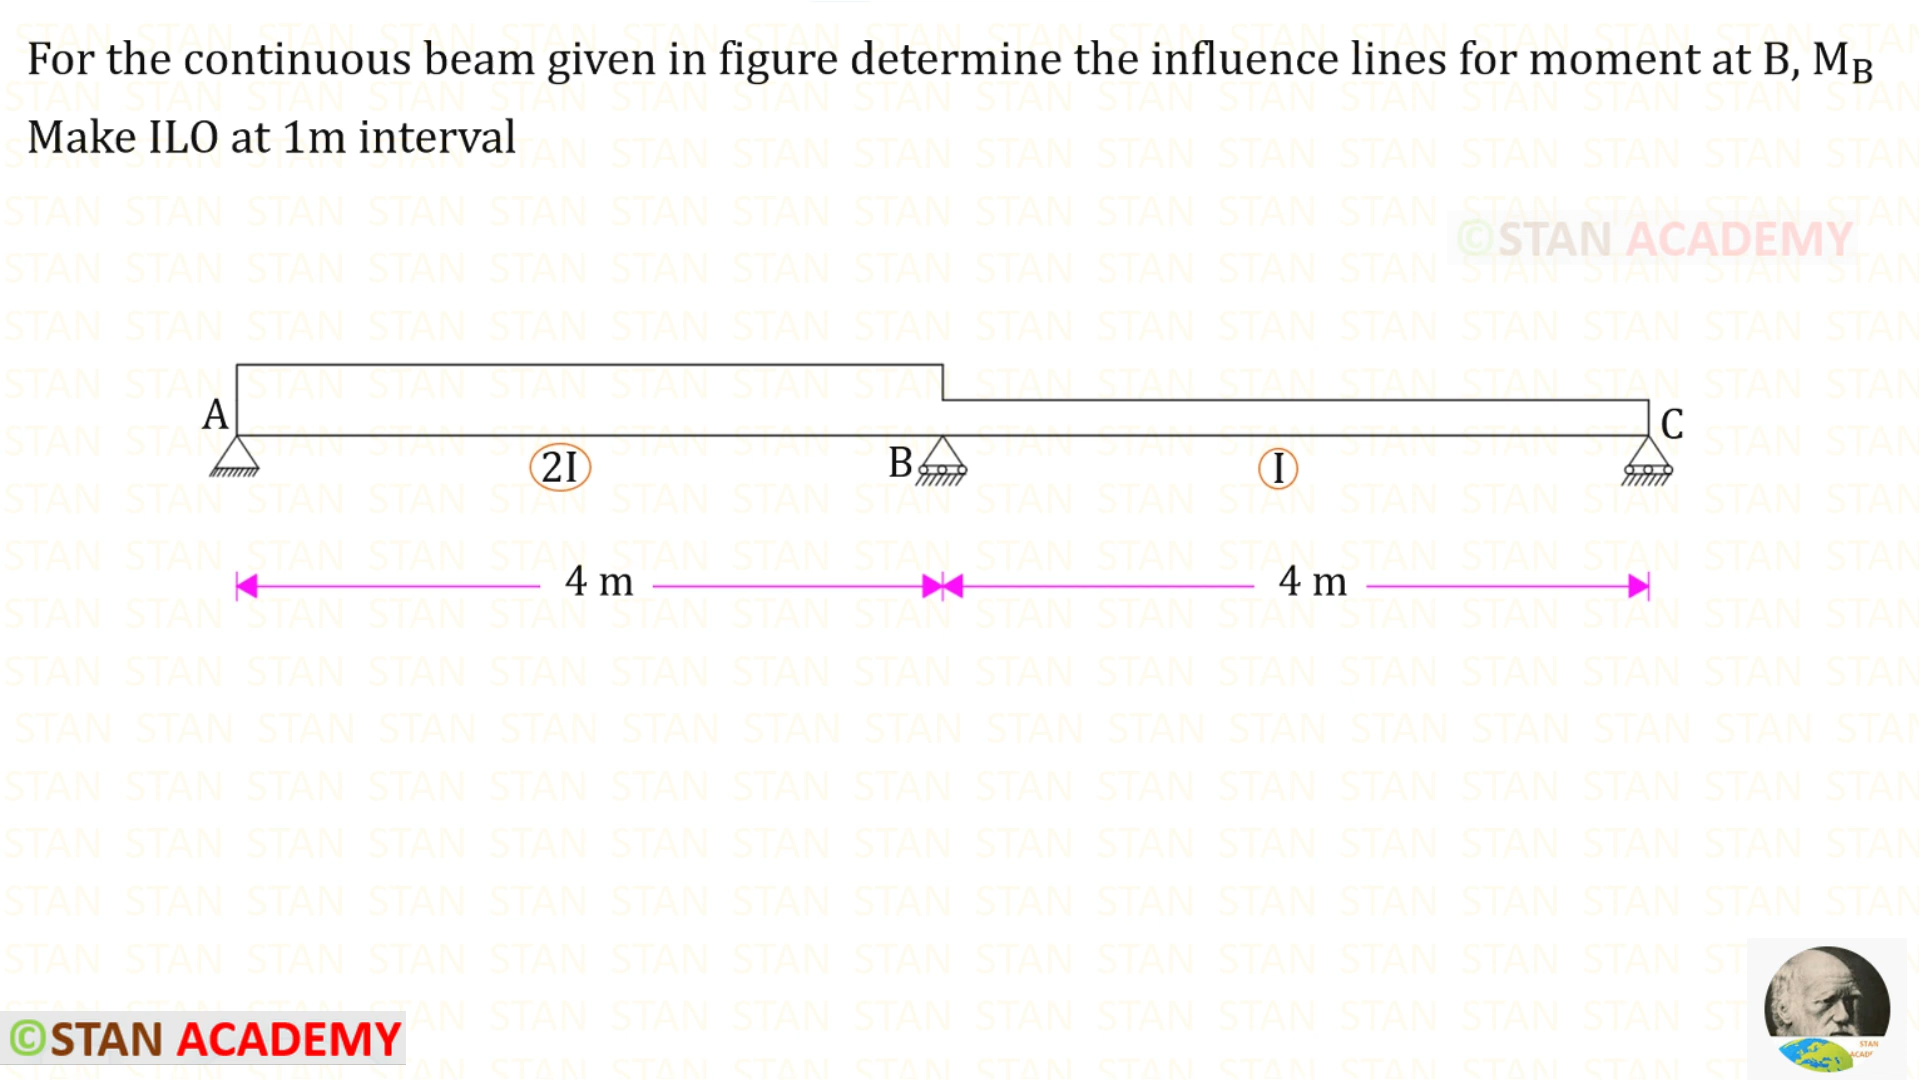 For the continuous beam given in figure determine the influence lines for moment at B, MB
Make ILO at 1m interval
©STAN ACADEMY
A
2I
B
I
C
4 m
4 m
©STAN ACADEMY
STAN